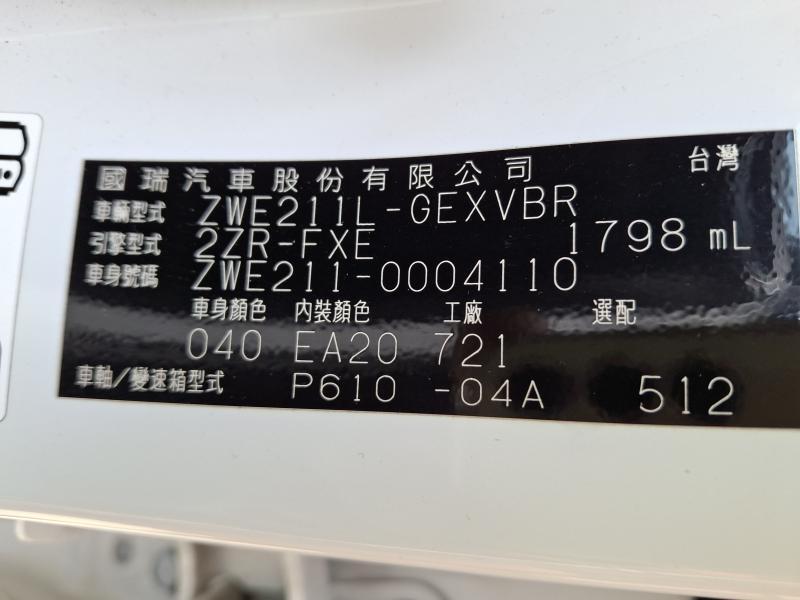 台灣
國瑞汽車股份有限公司
車輛型式 ZWE211L-GEXVBR
引擎型式 2ZR-FXE 1798 mL
車身號碼 ZWE211-0004110
車身顏色 內裝顏色 工廠 選配
040 EA20 721
車軸/變速箱型式 P610 -04A 512